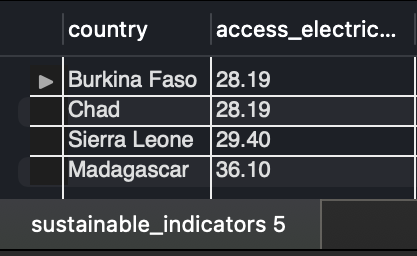 country access_electric...
Burkina Faso 28.19
Chad 28.19
Sierra Leone 29.40
Madagascar 36.10
sustainable_indicators 5